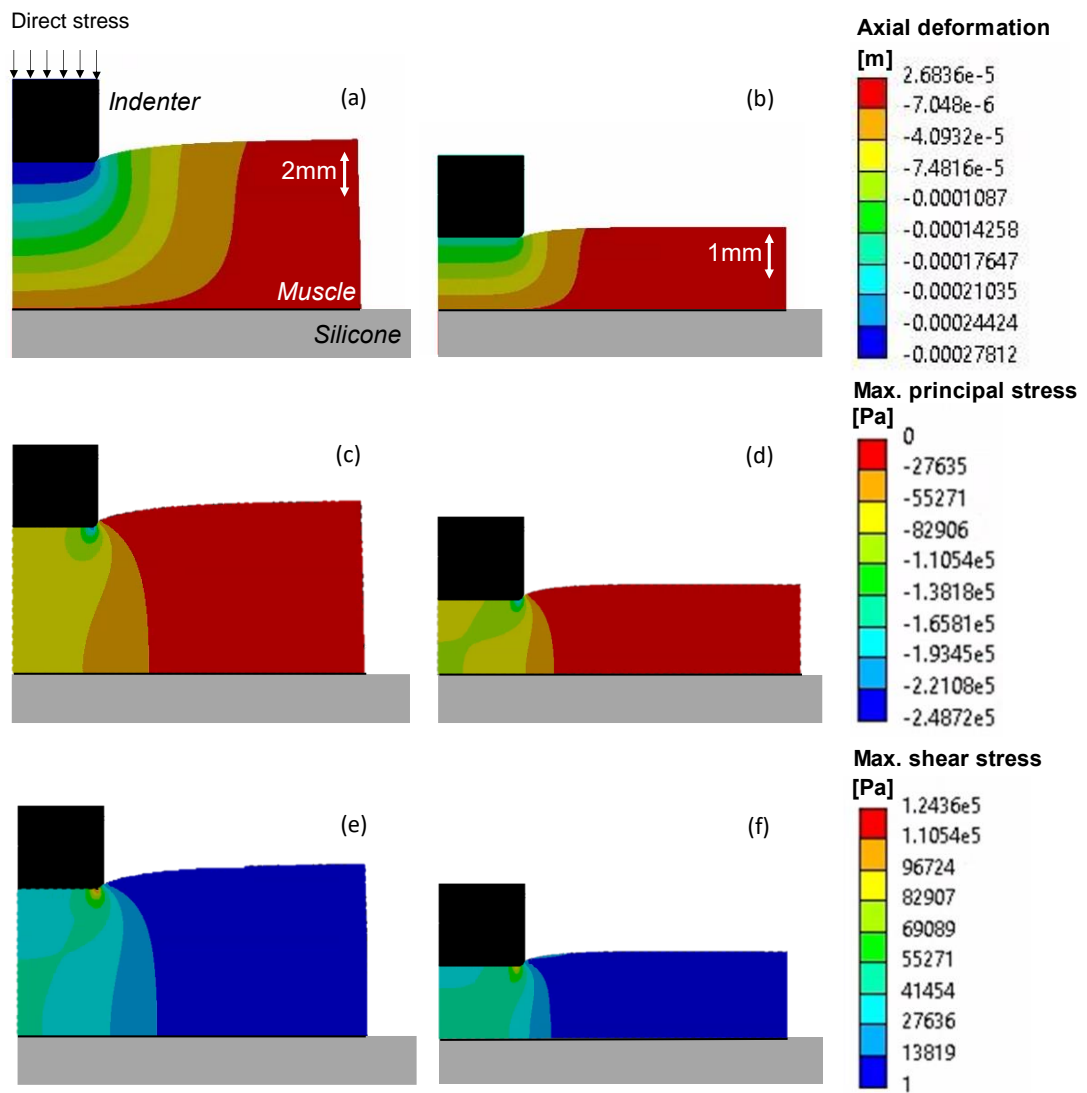 Direct stress
Indenter
(a)
2mm
Muscle
Silicone
(b)
1mm
Axial deformation
[m]
2.6836e-5
-7.048e-6
-4.0932e-5
-7.4816e-5
-0.0001087
-0.00014258
-0.00017647
-0.00021035
-0.00024424
-0.00027812
(c)
(d)
Max. principal stress
[Pa]
0
-27635
-55271
-82906
-1.1054e5
-1.3818e5
-1.6581e5
-1.9345e5
-2.2108e5
-2.4872e5
(e)
(f)
Max. shear stress
[Pa]
1.2436e5
1.1054e5
96724
82907
69089
55271
41454
27636
13819
1